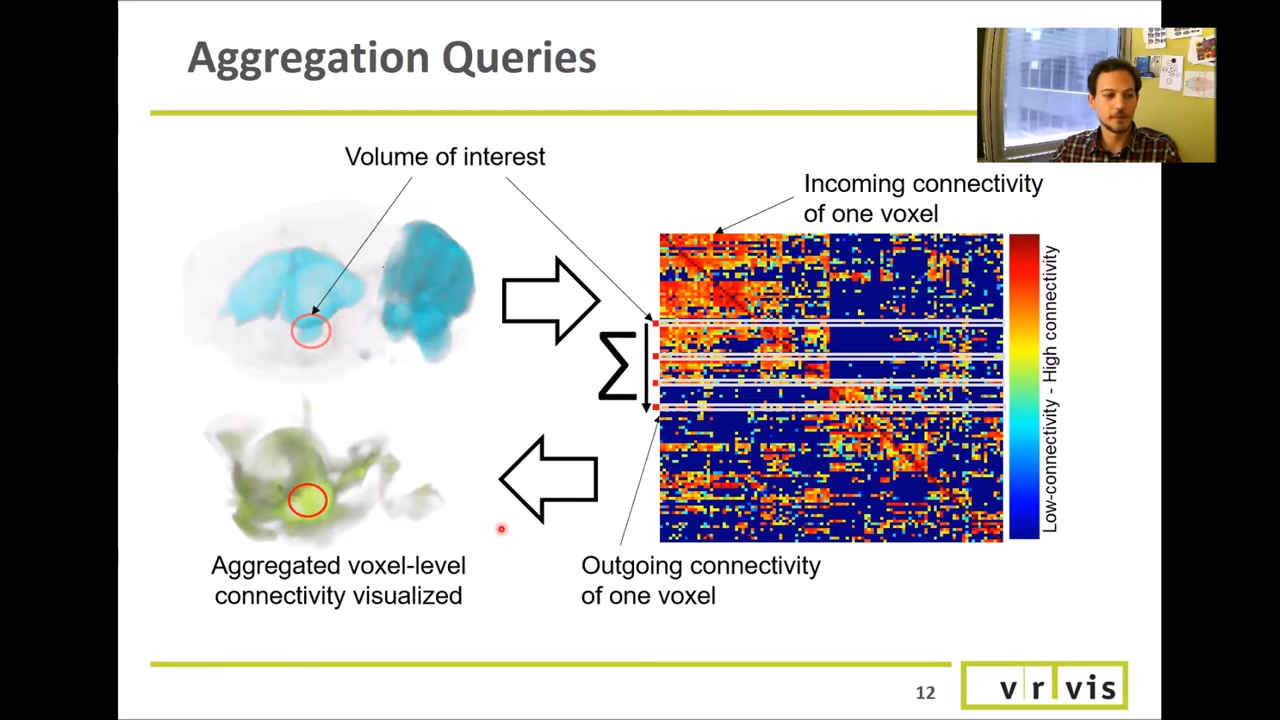 Aggregation Queries
Volume of interest
Incoming connectivity
of one voxel
∑
Low-connectivity - High connectivity
Aggregated voxel-level
connectivity visualized
Outgoing connectivity
of one voxel
12
vrvis